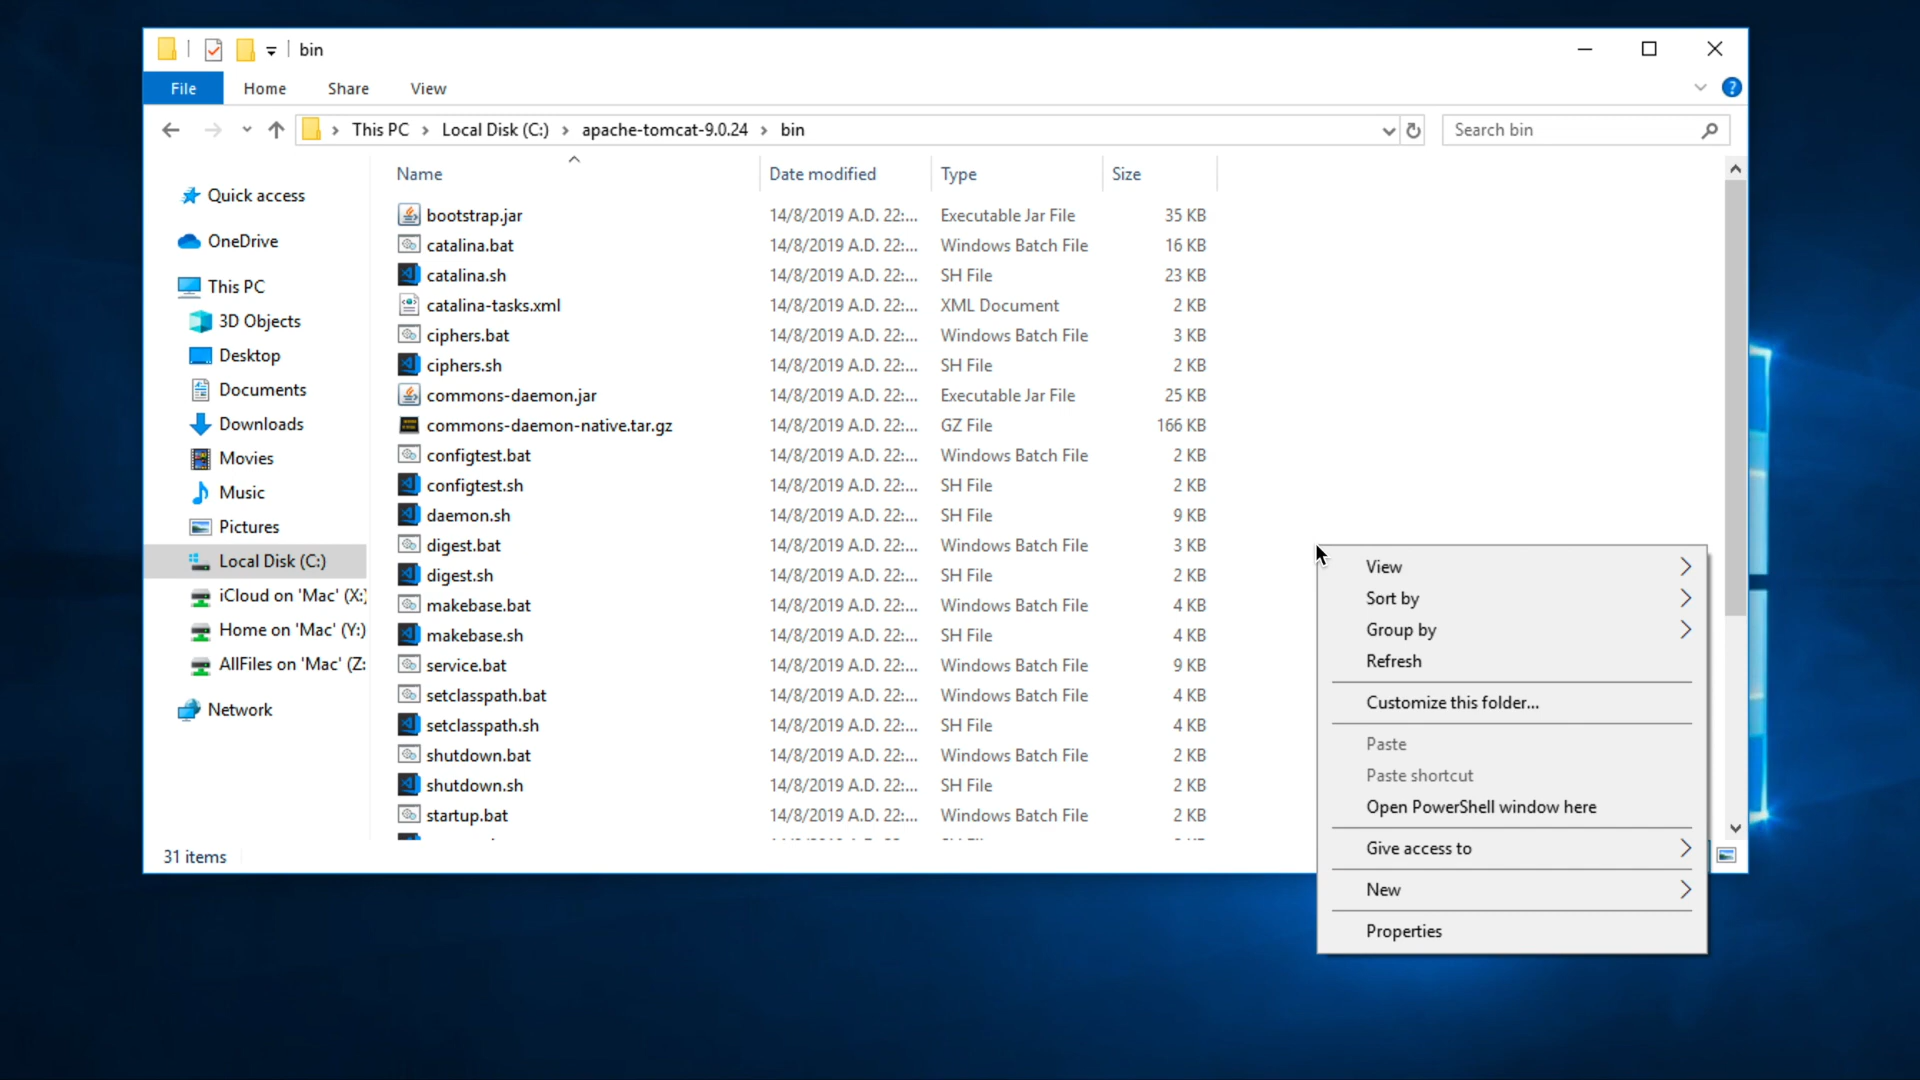 bin
File Home Share View
This PC Local Disk (C:) apache-tomcat-9.0.24 bin Search bin
Name Date modified Type Size
Quick access
OneDrive
This PC
3D Objects
Desktop
Documents
Downloads
Movies
Music
Pictures
Local Disk (C:)
iCloud on 'Mac' (X:)
Home on 'Mac' (Y:)
AllFiles on 'Mac' (Z:
Network
bootstrap.jar 14/8/2019 A.D. 22:... Executable Jar File 35 KB
catalina.bat 14/8/2019 A.D. 22:... Windows Batch File 16 KB
catalina.sh 14/8/2019 A.D. 22:... SH File 23 KB
catalina-tasks.xml 14/8/2019 A.D. 22:... XML Document 2 KB
ciphers.bat 14/8/2019 A.D. 22:... Windows Batch File 3 KB
ciphers.sh 14/8/2019 A.D. 22:... SH File 2 KB
commons-daemon.jar 14/8/2019 A.D. 22:... Executable Jar File 25 KB
commons-daemon-native.tar.gz 14/8/2019 A.D. 22:... GZ File 166 KB
configtest.bat 14/8/2019 A.D. 22:... Windows Batch File 2 KB
configtest.sh 14/8/2019 A.D. 22:... SH File 2 KB
daemon.sh 14/8/2019 A.D. 22:... SH File 9 KB
digest.bat 14/8/2019 A.D. 22:... Windows Batch File 3 KB
digest.sh 14/8/2019 A.D. 22:... SH File 2 KB
makebase.bat 14/8/2019 A.D. 22:... Windows Batch File 4 KB
makebase.sh 14/8/2019 A.D. 22:... SH File 4 KB
service.bat 14/8/2019 A.D. 22:... Windows Batch File 9 KB
setclasspath.bat 14/8/2019 A.D. 22:... Windows Batch File 4 KB
setclasspath.sh 14/8/2019 A.D. 22:... SH File 4 KB
shutdown.bat 14/8/2019 A.D. 22:... Windows Batch File 2 KB
shutdown.sh 14/8/2019 A.D. 22:... SH File 2 KB
startup.bat 14/8/2019 A.D. 22:... Windows Batch File 2 KB
31 items
View
Sort by
Group by
Refresh
Customize this folder...
Paste
Paste shortcut
Open PowerShell window here
Give access to
New
Properties